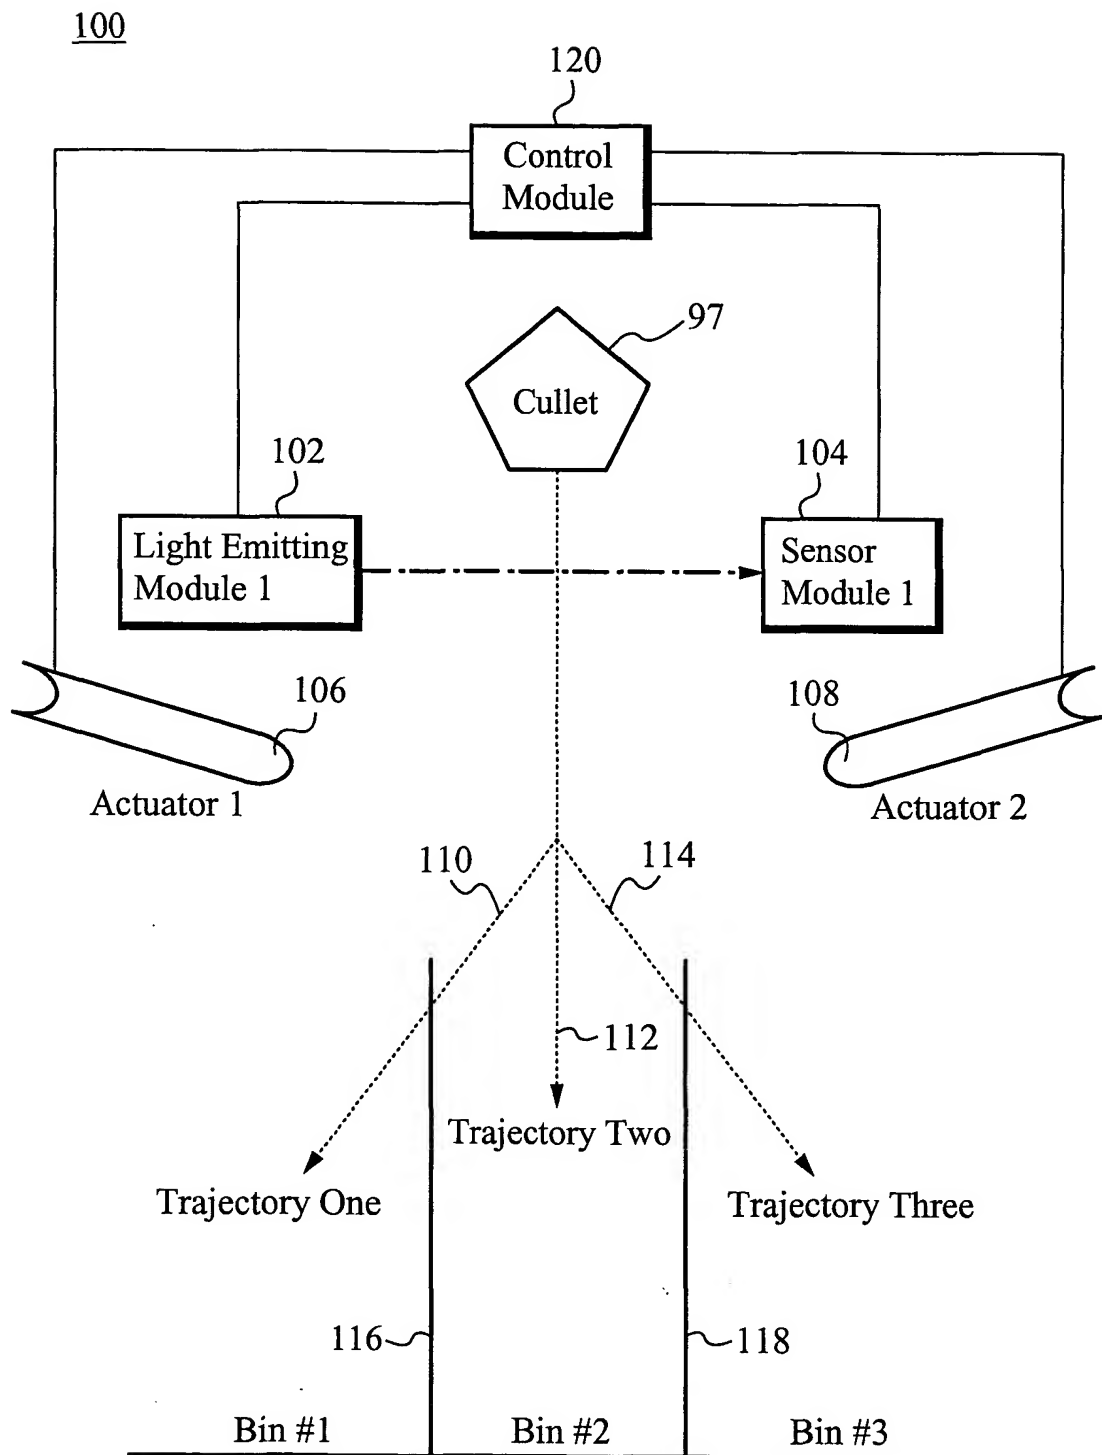 100
120
Control
Module
97
Cullet
102
104
Light Emitting
Module 1
Sensor
Module 1
106
108
Actuator 1
Actuator 2
110
114
112
Trajectory Two
Trajectory One
Trajectory Three
116
118
Bin #1
Bin #2
Bin #3